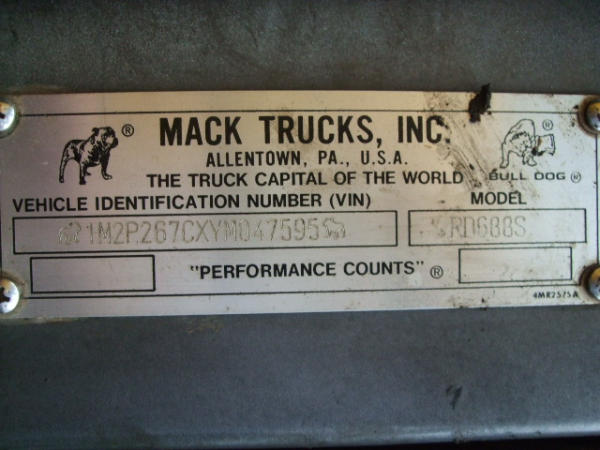 ®
MACK TRUCKS, INC.
ALLENTOWN, PA., U.S.A.
THE TRUCK CAPITAL OF THE WORLD
®
BULL DOG ®
VEHICLE IDENTIFICATION NUMBER (VIN)
MODEL
1M2P267CXYM047595
RD688S
"PERFORMANCE COUNTS" ®
4MR2575A